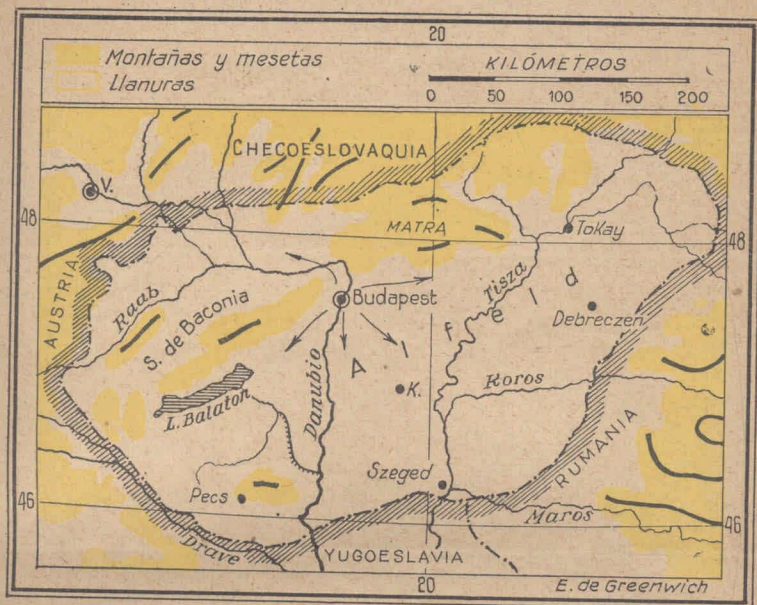 20
Montañas y mesetas
Llanuras
KILÓMETROS
0 50 100 150 200
CHECOESLOVAQUIA
V.
48
MATRA
Tokay
48
AUSTRIA
Raab
Tisza
Budapest
A l f e l d
Debreczen
S. de Baconia
Danubio
K.
Koros
L. Balaton
RUMANIA
Szeged
Pecs
46
Maros
46
Drave
YUGOESLAVIA
20
E. de Greenwich